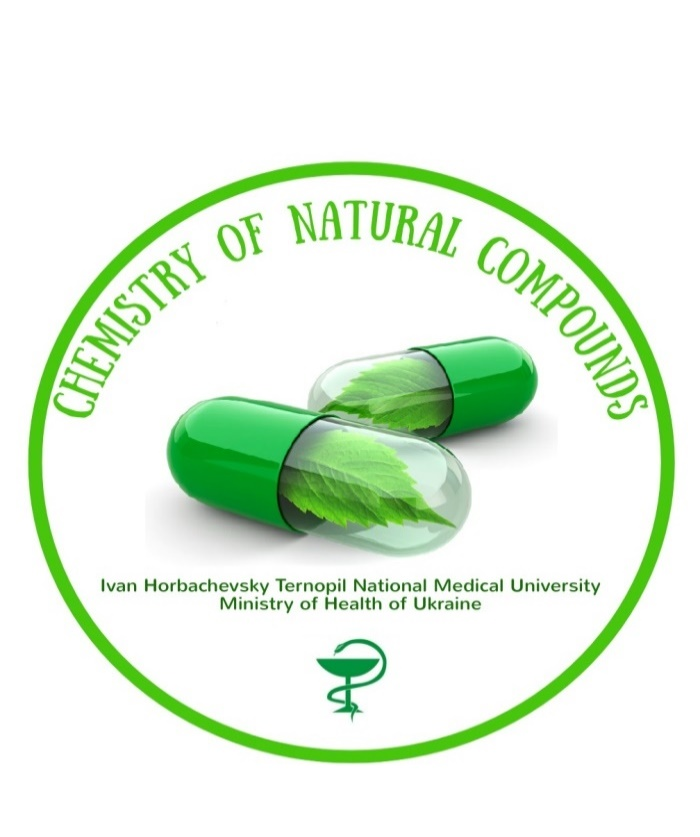 CHEMISTRY OF NATURAL COMPOUNDS
Ivan Horbachevsky Ternopil National Medical University
Ministry of Health of Ukraine